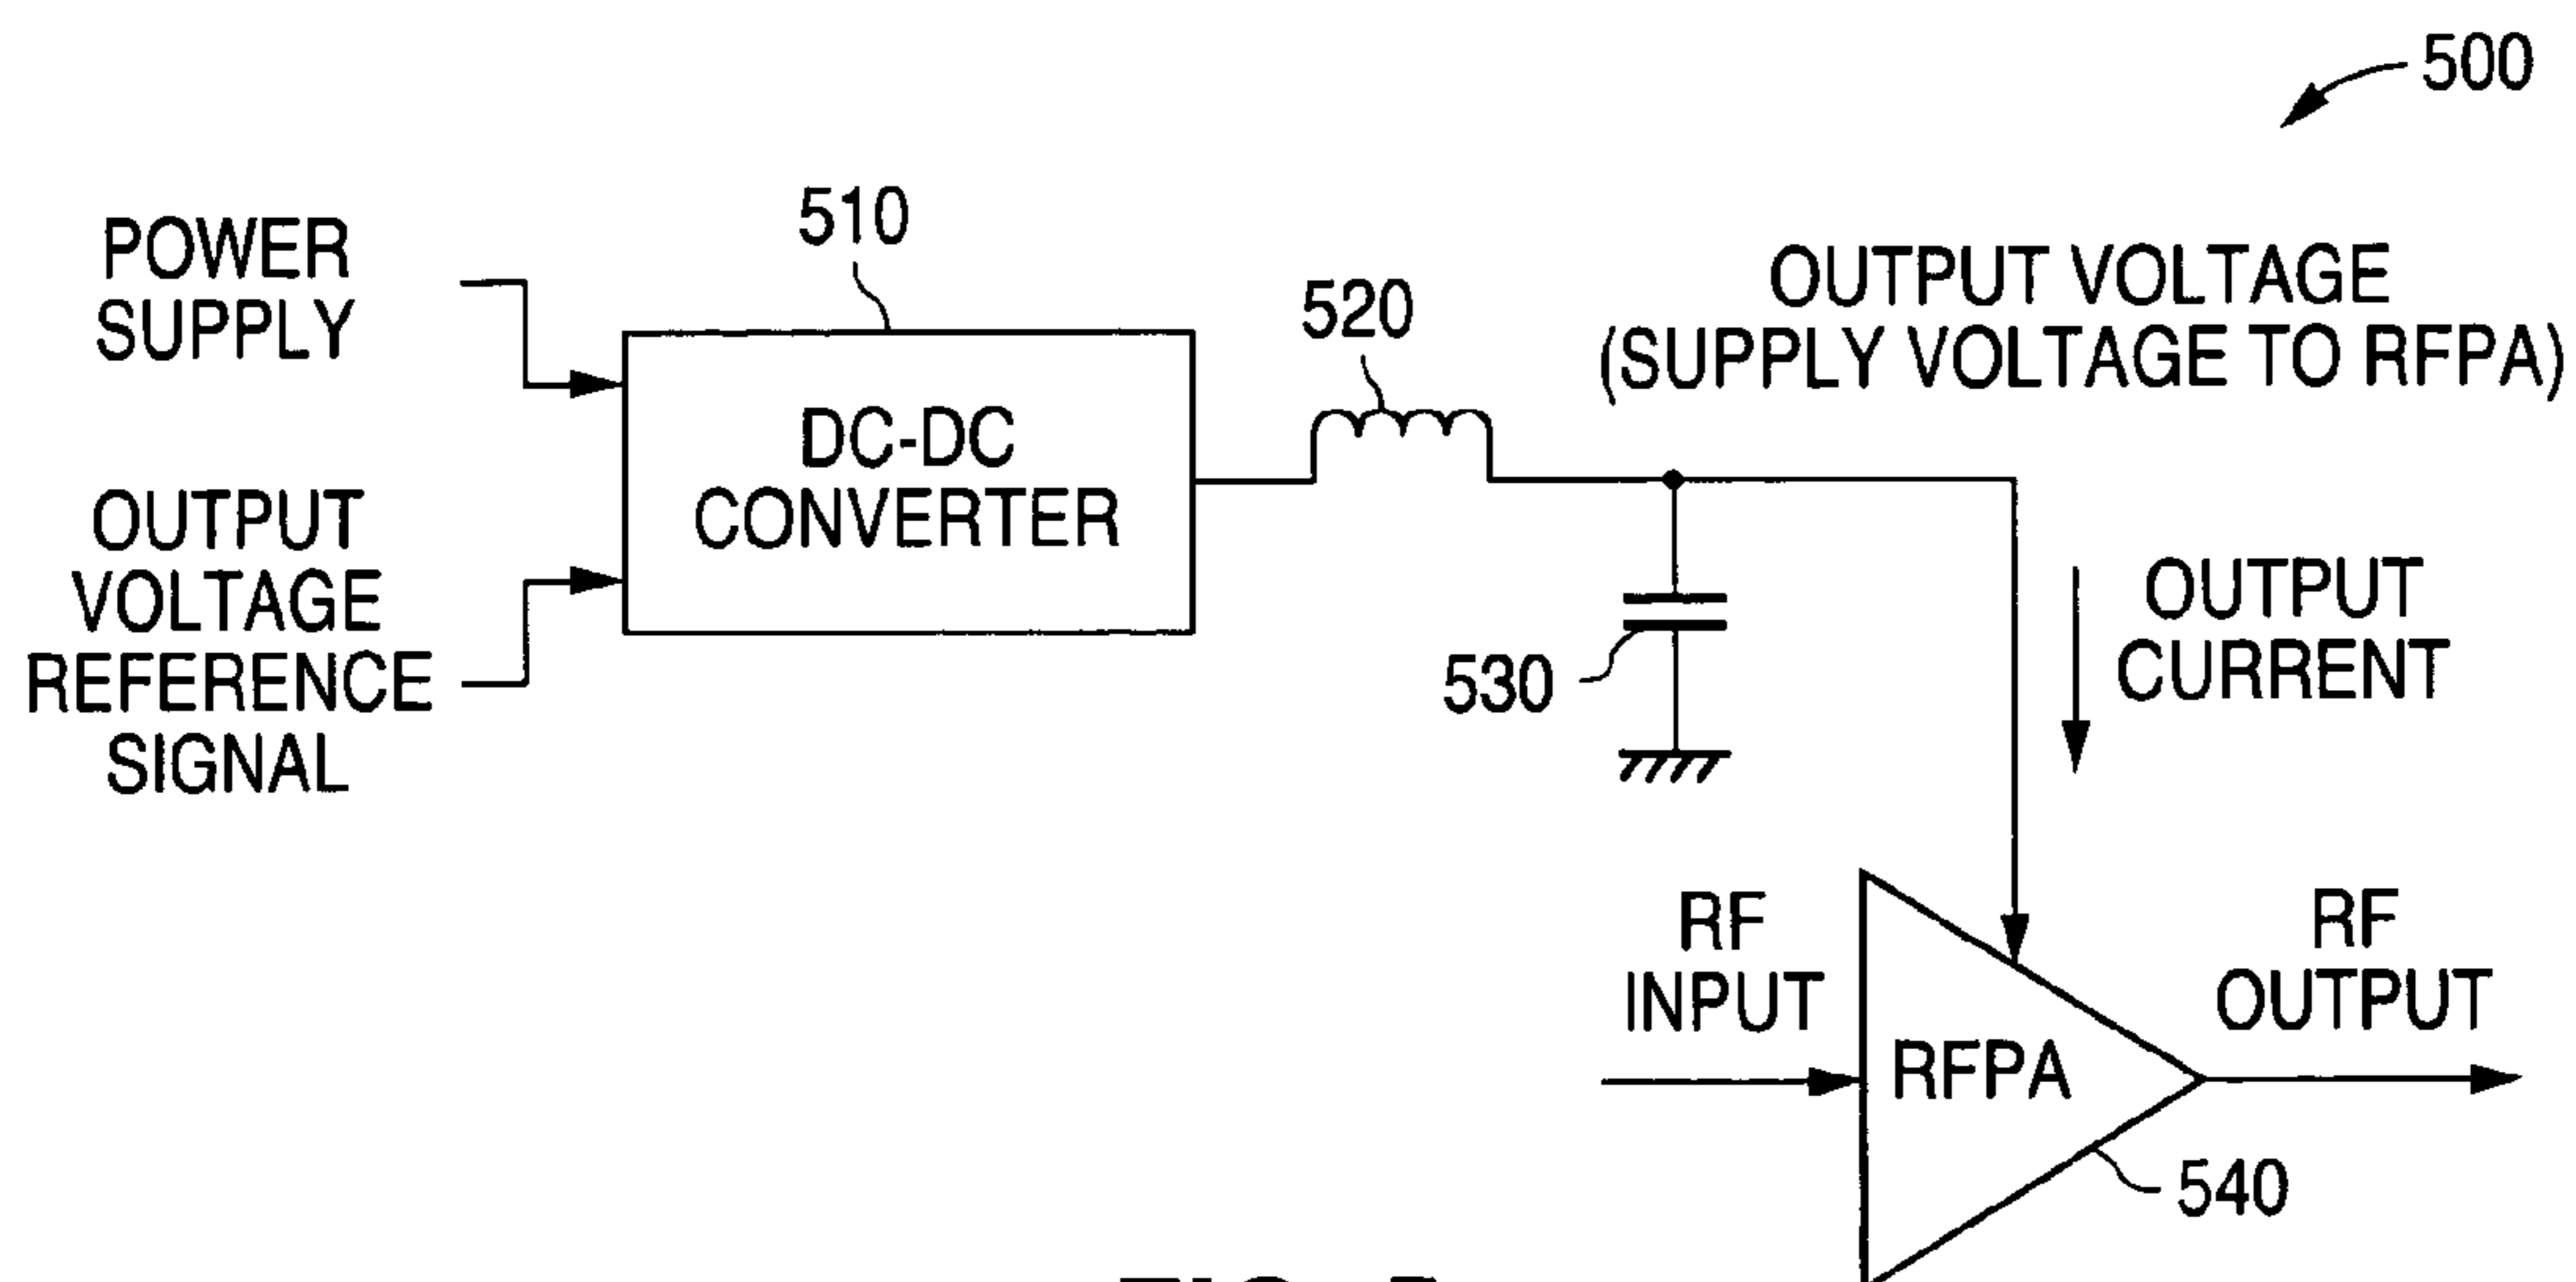 500
POWER
SUPPLY
510
DC-DC
CONVERTER
520
OUTPUT VOLTAGE
(SUPPLY VOLTAGE TO RFPA)
OUTPUT
VOLTAGE
REFERENCE
SIGNAL
530
OUTPUT
CURRENT
RF
INPUT
RFPA
RF
OUTPUT
540